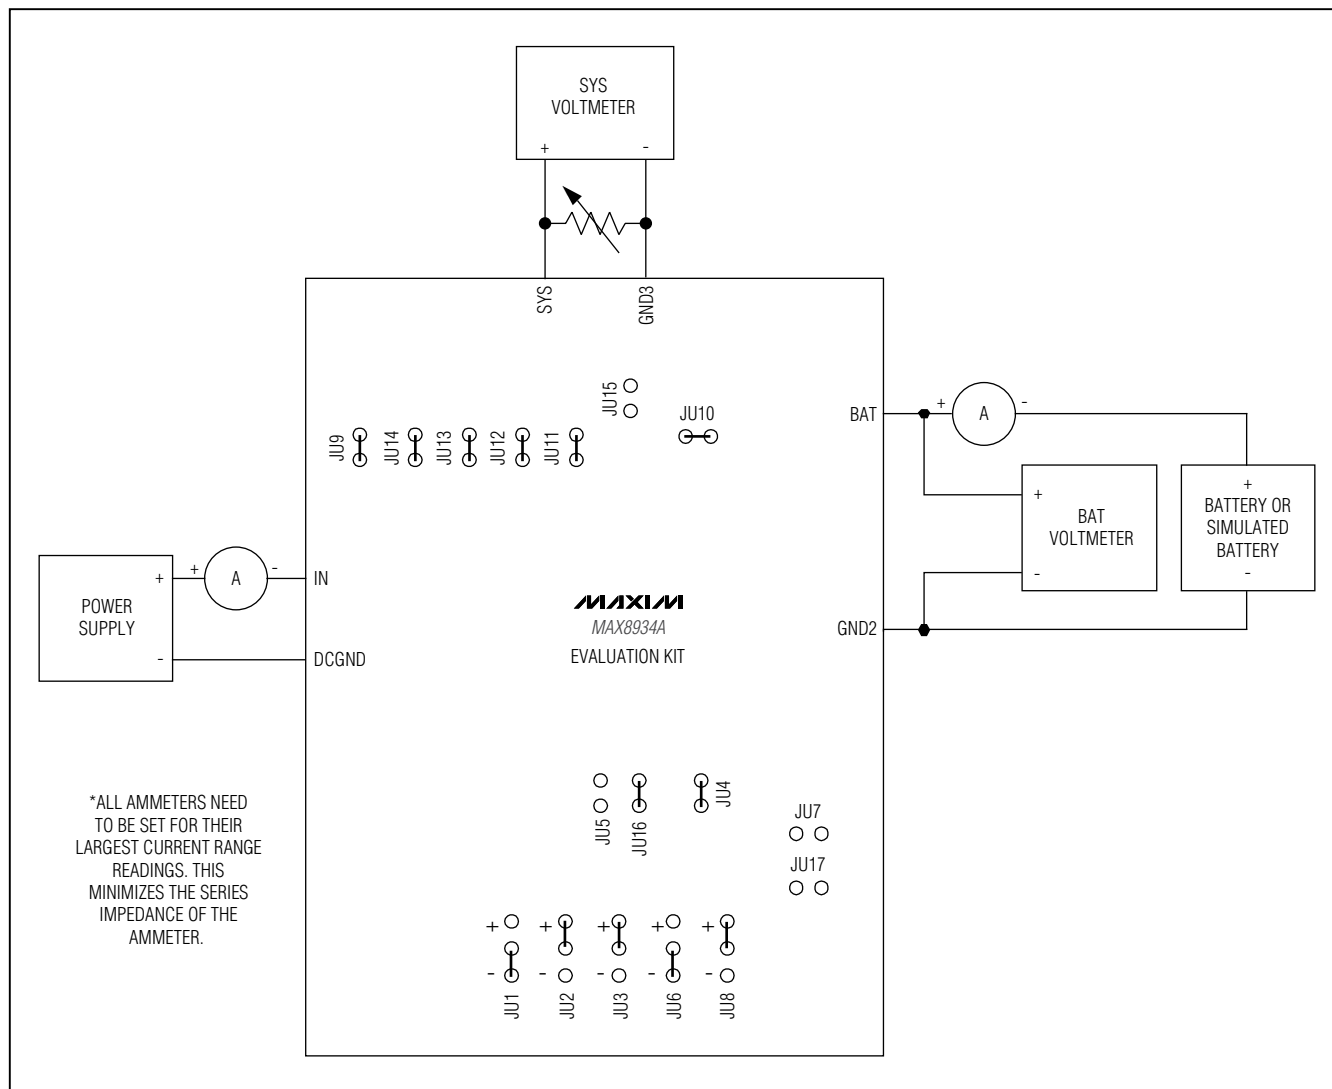 SYS
VOLTMETER
+ -
SYS
GND3
JU15
JU10
JU9
JU14
JU13
JU12
JU11
BAT
+ A -
+
BAT
VOLTMETER
-
+
BATTERY OR
SIMULATED
BATTERY
-
GND2
POWER
SUPPLY
+
-
+ A -
IN
DCGND
MAXIM
MAX8934A
EVALUATION KIT
*ALL AMMETERS NEED
TO BE SET FOR THEIR
LARGEST CURRENT RANGE
READINGS. THIS
MINIMIZES THE SERIES
IMPEDANCE OF THE
AMMETER.
JU5
JU16
JU4
JU7
JU17
+ + + + +
- - - - -
JU1
JU2
JU3
JU6
JU8